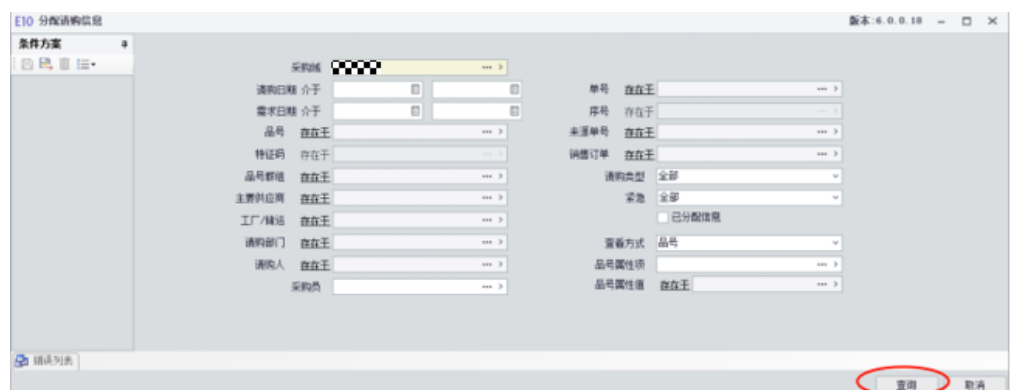 E10 分配请购信息 版本:6.0.0.18
条件方案
采购域
请购日期 介于
单号 存在于
需求日期 介于
序号 存在于
品号 存在于
来源单号 存在于
特征码 存在于
销售订单 存在于
品号群组 存在于
请购类型 全部
主要供应商 存在于
紧急 全部
工厂/储运 存在于
已分配信息
请购部门 存在于
查看方式 品号
请购人 存在于
品号属性项
采购员
品号属性值 存在于
错误列表
查询 取消